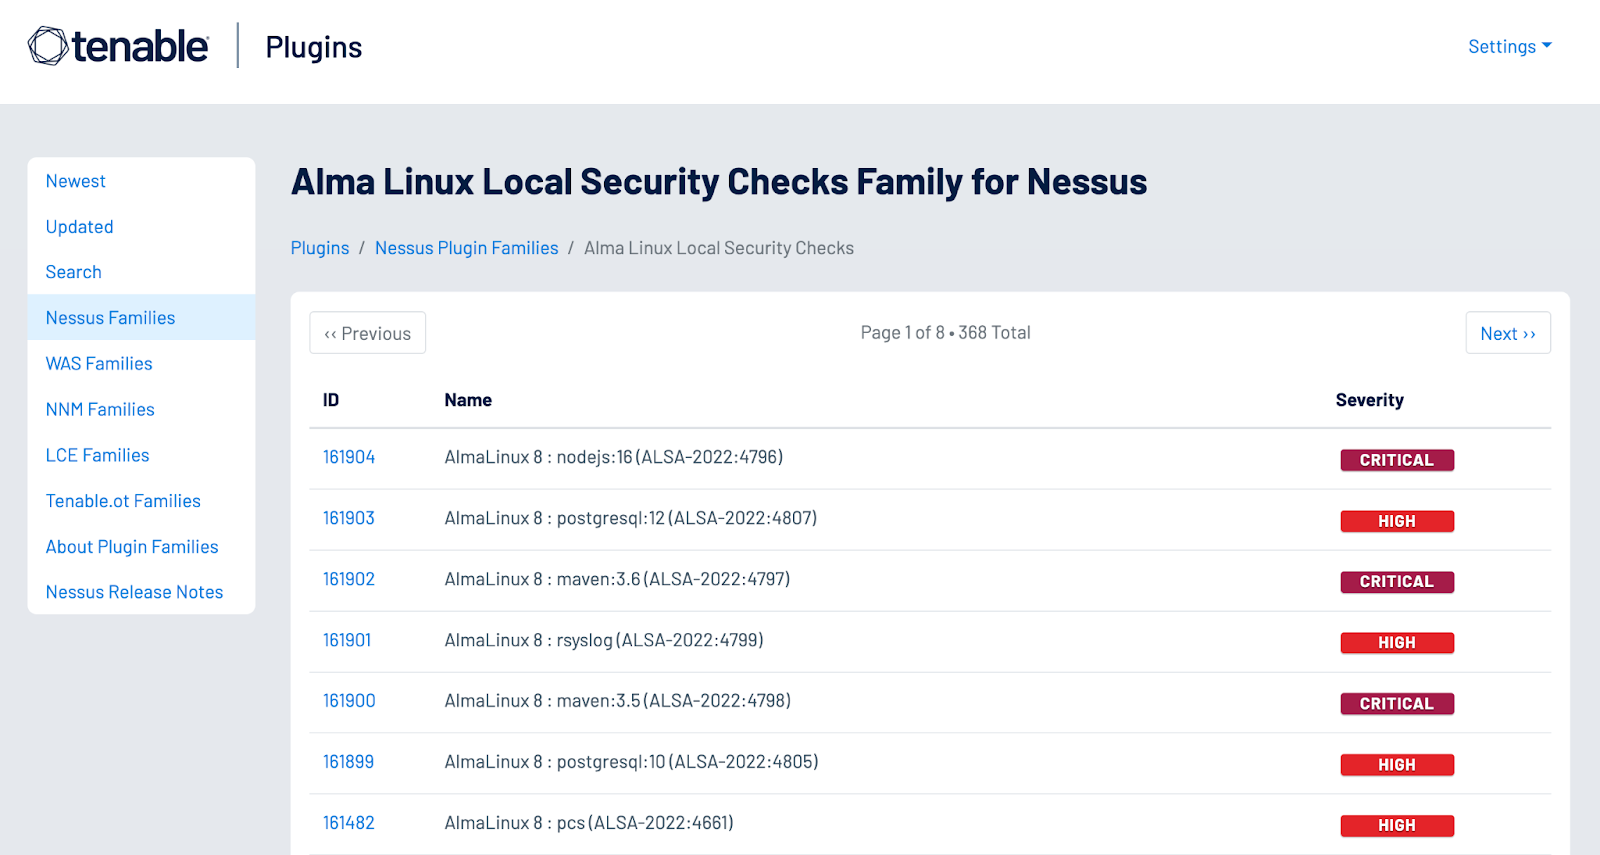 tenable Plugins Settings
Newest
Updated
Search
Nessus Families
WAS Families
NNM Families
LCE Families
Tenable.ot Families
About Plugin Families
Nessus Release Notes
Alma Linux Local Security Checks Family for Nessus
Plugins / Nessus Plugin Families / Alma Linux Local Security Checks
‹‹ Previous Page 1 of 8 • 368 Total Next ››
ID Name Severity
161904 AlmaLinux 8 : nodejs:16 (ALSA-2022:4796) CRITICAL
161903 AlmaLinux 8 : postgresql:12 (ALSA-2022:4807) HIGH
161902 AlmaLinux 8 : maven:3.6 (ALSA-2022:4797) CRITICAL
161901 AlmaLinux 8 : rsyslog (ALSA-2022:4799) HIGH
161900 AlmaLinux 8 : maven:3.5 (ALSA-2022:4798) CRITICAL
161899 AlmaLinux 8 : postgresql:10 (ALSA-2022:4805) HIGH
161482 AlmaLinux 8 : pcs (ALSA-2022:4661) HIGH